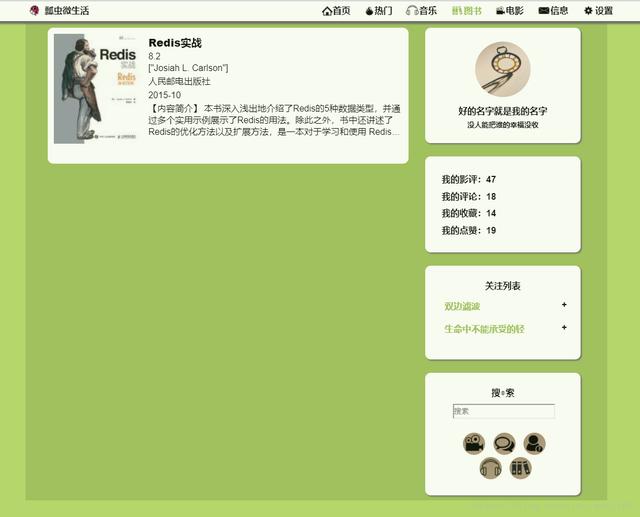 瓢虫微生活
首页 热门 音乐 图书 电影 信息 设置
Redis
实战
Redis
Redis实战
8.2
["Josiah L. Carlson"]
人民邮电出版社
2015-10
【内容简介】 本书深入浅出地介绍了Redis的5种数据类型，并通
过多个实用示例展示了Redis的用法。除此之外，书中还讲述了
Redis的优化方法以及扩展方法，是一本对于学习和使用 Redis...
好的名字就是我的名字
没人能把谁的幸福没收
我的影评：47
我的评论：18
我的收藏：14
我的点赞：19
关注列表
双边滤波 +
生命中不能承受的轻 +
搜+索
搜索